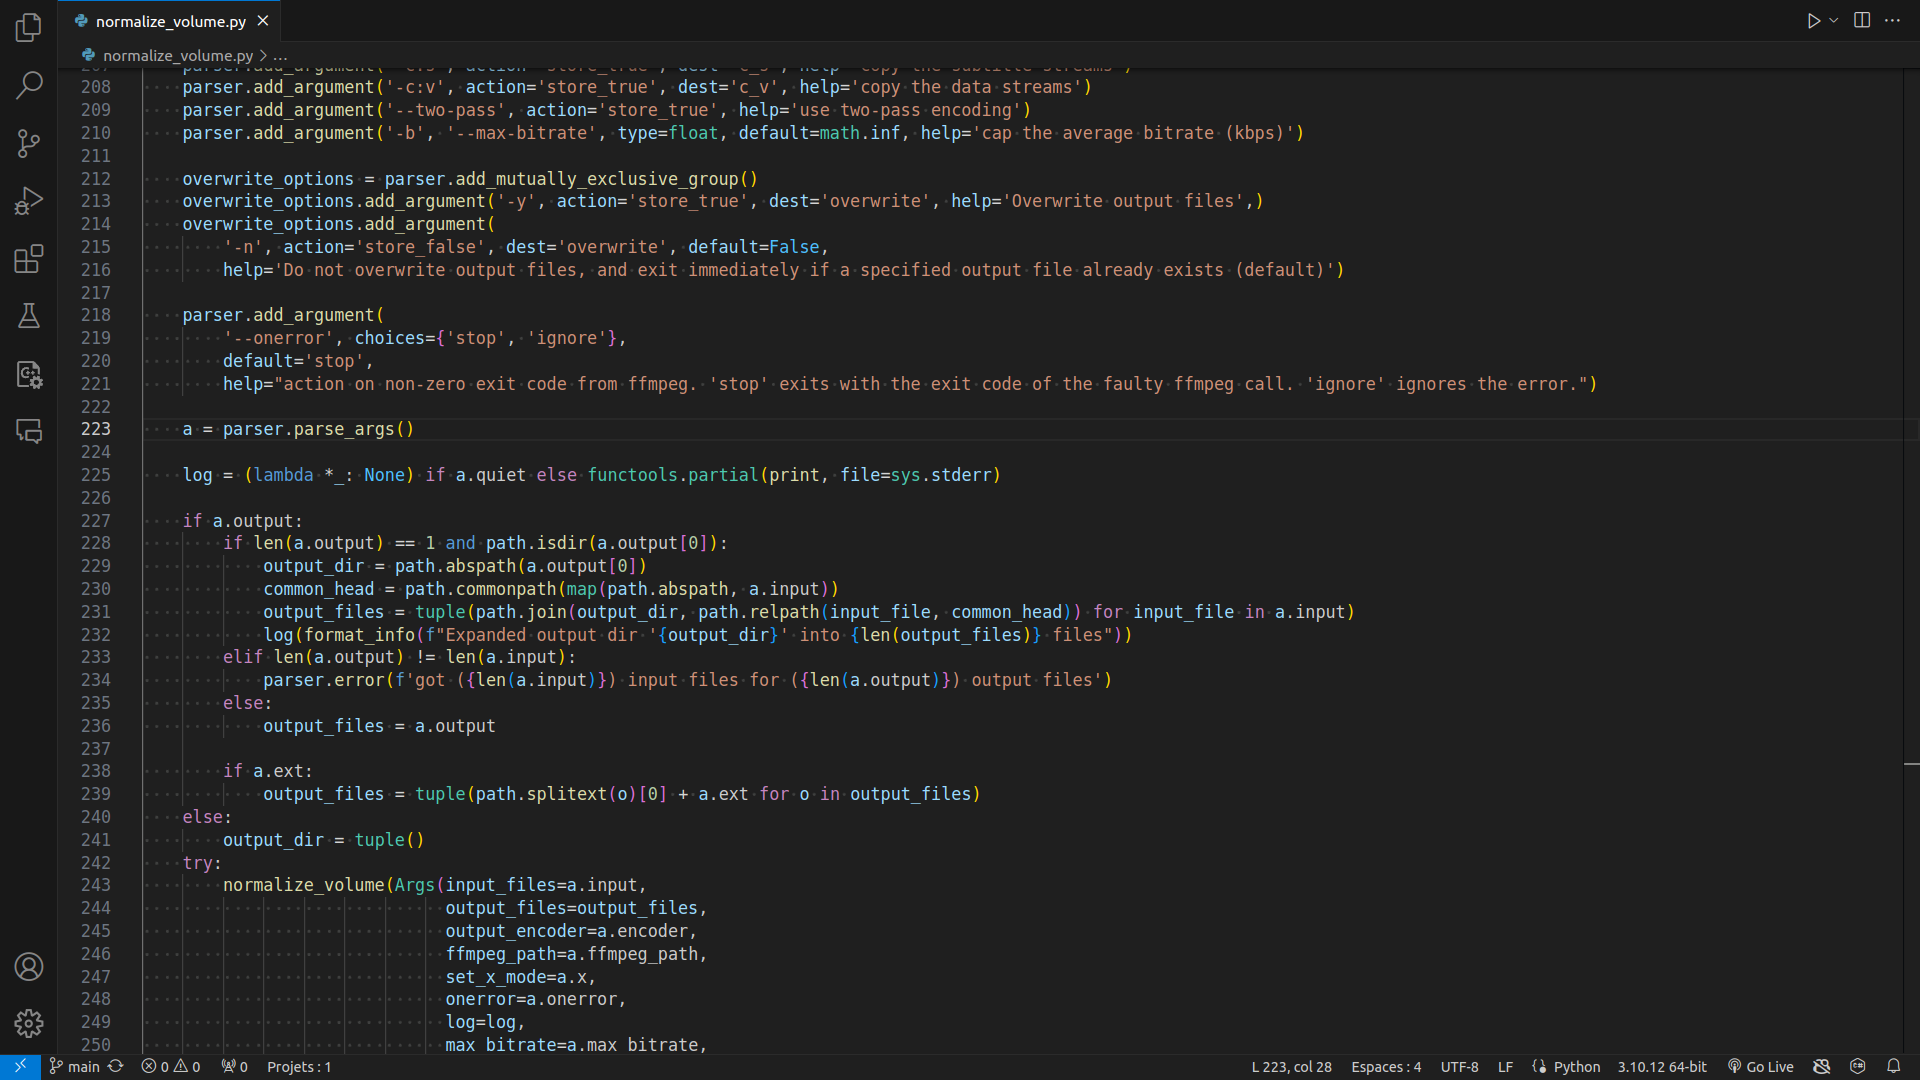 normalize_volume.py
normalize_volume.py > ...
208 parser.add_argument('-c:v', action='store_true', dest='c_v', help='copy the data streams')
209 parser.add_argument('--two-pass', action='store_true', help='use two-pass encoding')
210 parser.add_argument('-b', '--max-bitrate', type=float, default=math.inf, help='cap the average bitrate (kbps)')
211
212 overwrite_options = parser.add_mutually_exclusive_group()
213 overwrite_options.add_argument('-y', action='store_true', dest='overwrite', help='Overwrite output files',)
214 overwrite_options.add_argument(
215 '-n', action='store_false', dest='overwrite', default=False,
216 help='Do not overwrite output files, and exit immediately if a specified output file already exists (default)')
217
218 parser.add_argument(
219 '--onerror', choices={'stop', 'ignore'},
220 default='stop',
221 help="action on non-zero exit code from ffmpeg. 'stop' exits with the exit code of the faulty ffmpeg call. 'ignore' ignores the error.")
222
223 a = parser.parse_args()
224
225 log = (lambda *_: None) if a.quiet else functools.partial(print, file=sys.stderr)
226
227 if a.output:
228 if len(a.output) == 1 and path.isdir(a.output[0]):
229 output_dir = path.abspath(a.output[0])
230 common_head = path.commonpath(map(path.abspath, a.input))
231 output_files = tuple(path.join(output_dir, path.relpath(input_file, common_head)) for input_file in a.input)
232 log(format_info(f"Expanded output dir '{output_dir}' into {len(output_files)} files"))
233 elif len(a.output) != len(a.input):
234 parser.error(f'got ({len(a.input)}) input files for ({len(a.output)}) output files')
235 else:
236 output_files = a.output
237
238 if a.ext:
239 output_files = tuple(path.splitext(o)[0] + a.ext for o in output_files)
240 else:
241 output_dir = tuple()
242 try:
243 normalize_volume(Args(input_files=a.input,
244 output_files=output_files,
245 output_encoder=a.encoder,
246 ffmpeg_path=a.ffmpeg_path,
247 set_x_mode=a.x,
248 onerror=a.onerror,
249 log=log,
250 max_bitrate=a.max_bitrate,
main 0 0 0 Projets : 1 L 223, col 28 Espaces : 4 UTF-8 LF Python 3.10.12 64-bit Go Live